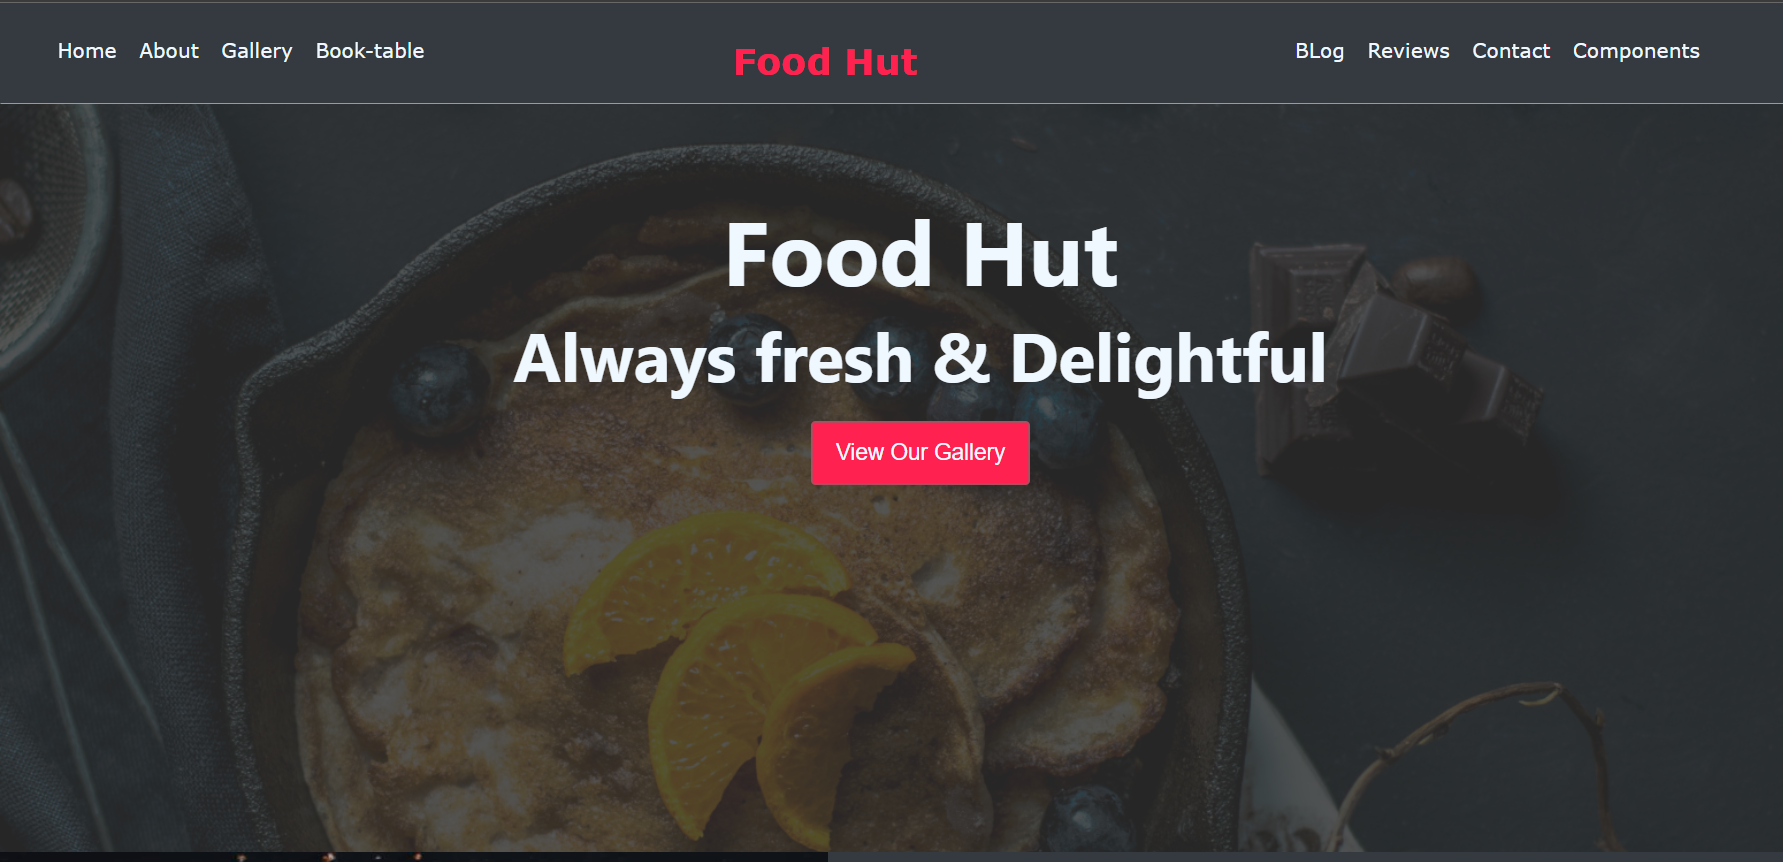 Home About Gallery Book-table
Food Hut
BLog Reviews Contact Components
Food Hut
Always fresh & Delightful
View Our Gallery